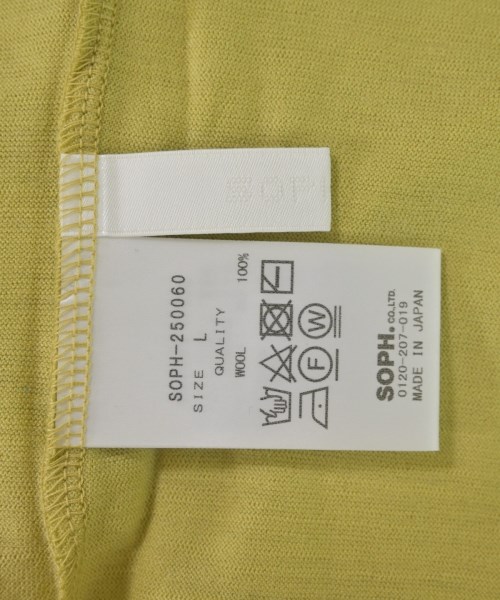 SOPH-250060
SIZE L
QUALITY
WOOL 100%
F W
SOPH. CO.,LTD.
0120-207-019
MADE IN JAPAN